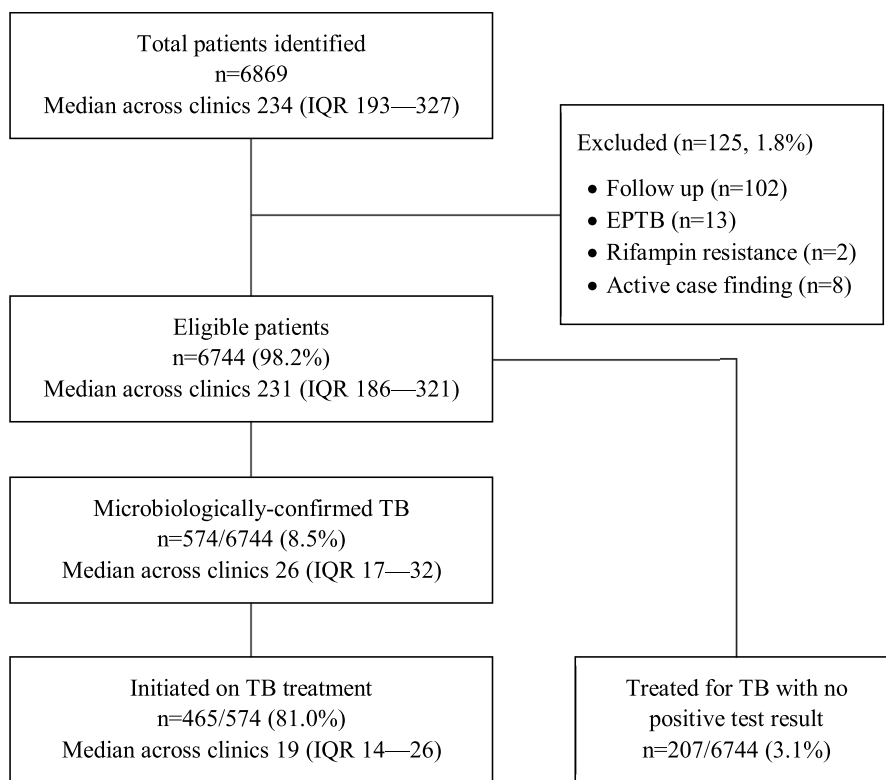 Total patients identified
n=6869
Median across clinics 234 (IQR 193—327)
Excluded (n=125, 1.8%)
• Follow up (n=102)
• EPTB (n=13)
• Rifampin resistance (n=2)
• Active case finding (n=8)
Eligible patients
n=6744 (98.2%)
Median across clinics 231 (IQR 186—321)
Microbiologically-confirmed TB
n=574/6744 (8.5%)
Median across clinics 26 (IQR 17—32)
Initiated on TB treatment
n=465/574 (81.0%)
Median across clinics 19 (IQR 14—26)
Treated for TB with no
positive test result
n=207/6744 (3.1%)